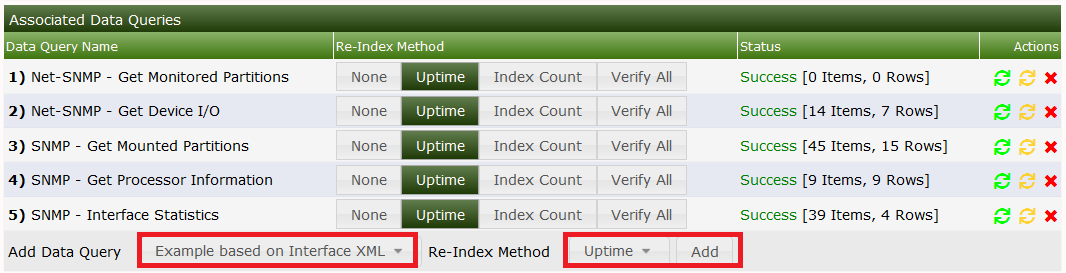 Associated Data Queries
Data Query Name Re-Index Method Status Actions
1) Net-SNMP - Get Monitored Partitions None Uptime Index Count Verify All Success [0 Items, 0 Rows]
2) Net-SNMP - Get Device I/O None Uptime Index Count Verify All Success [14 Items, 7 Rows]
3) SNMP - Get Mounted Partitions None Uptime Index Count Verify All Success [45 Items, 15 Rows]
4) SNMP - Get Processor Information None Uptime Index Count Verify All Success [9 Items, 9 Rows]
5) SNMP - Interface Statistics None Uptime Index Count Verify All Success [39 Items, 4 Rows]
Add Data Query Example based on Interface XML Re-Index Method Uptime Add